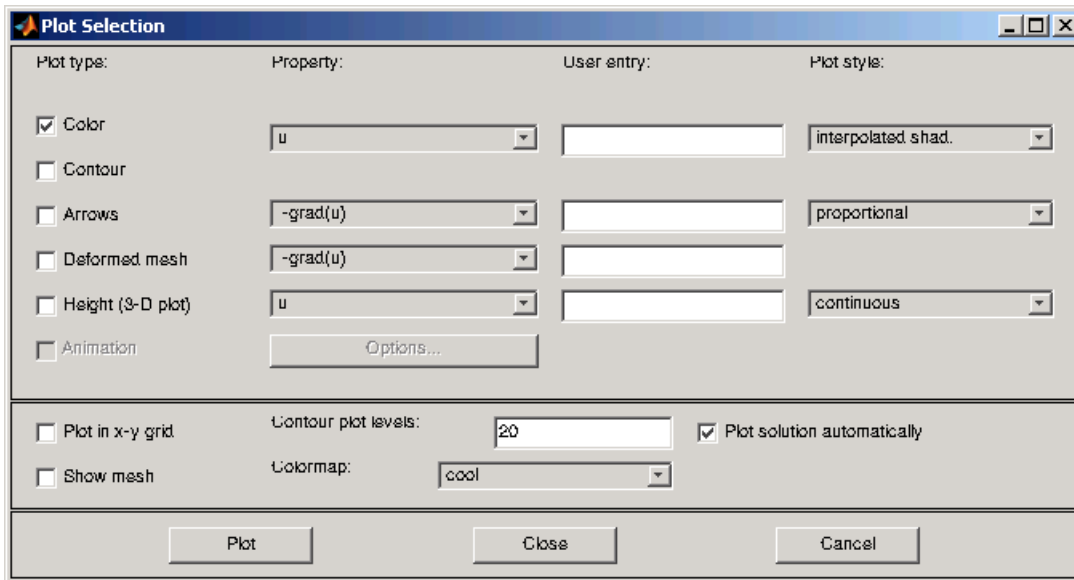 Plot Selection
Plot type: Property: User entry: Plot style:
Color u interpolated shad.
Contour
Arrows -grad(u) proportional
Deformed mesh -grad(u)
Height (3-D plot) u continuous
Animation Options...
Plot in x-y grid Contour plot levels: 20 Plot solution automatically
Show mesh Colormap: cool
Plot Close Cancel